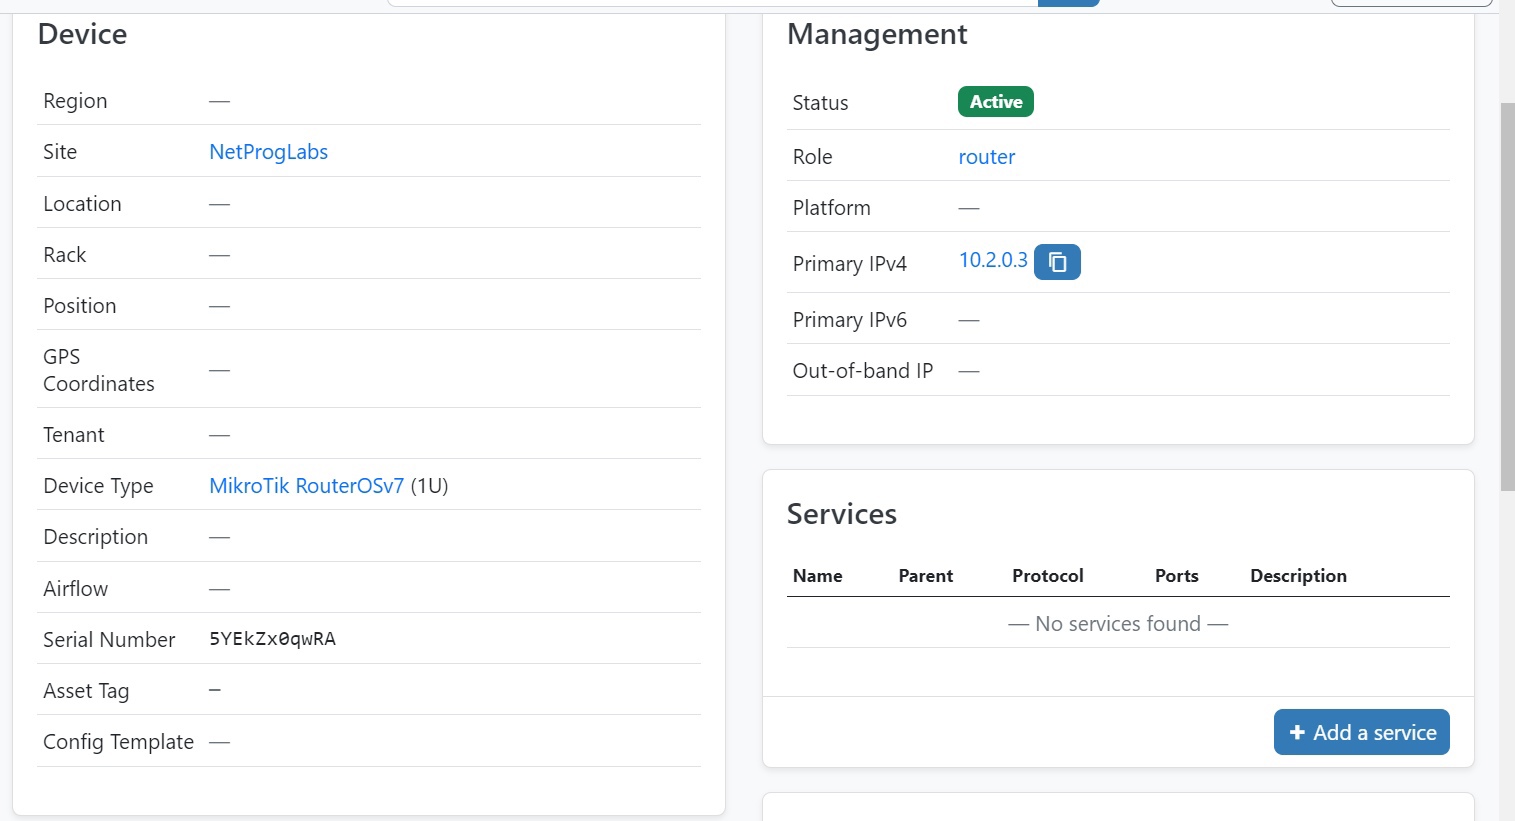 Device
Region —
Site NetProgLabs
Location —
Rack —
Position —
GPS
Coordinates —
Tenant —
Device Type MikroTik RouterOSv7 (1U)
Description —
Airflow —
Serial Number 5YEkZx0qwRA
Asset Tag —
Config Template —
Management
Status Active
Role router
Platform —
Primary IPv4 10.2.0.3
Primary IPv6 —
Out-of-band IP —
Services
Name Parent Protocol Ports Description
— No services found —
+ Add a service